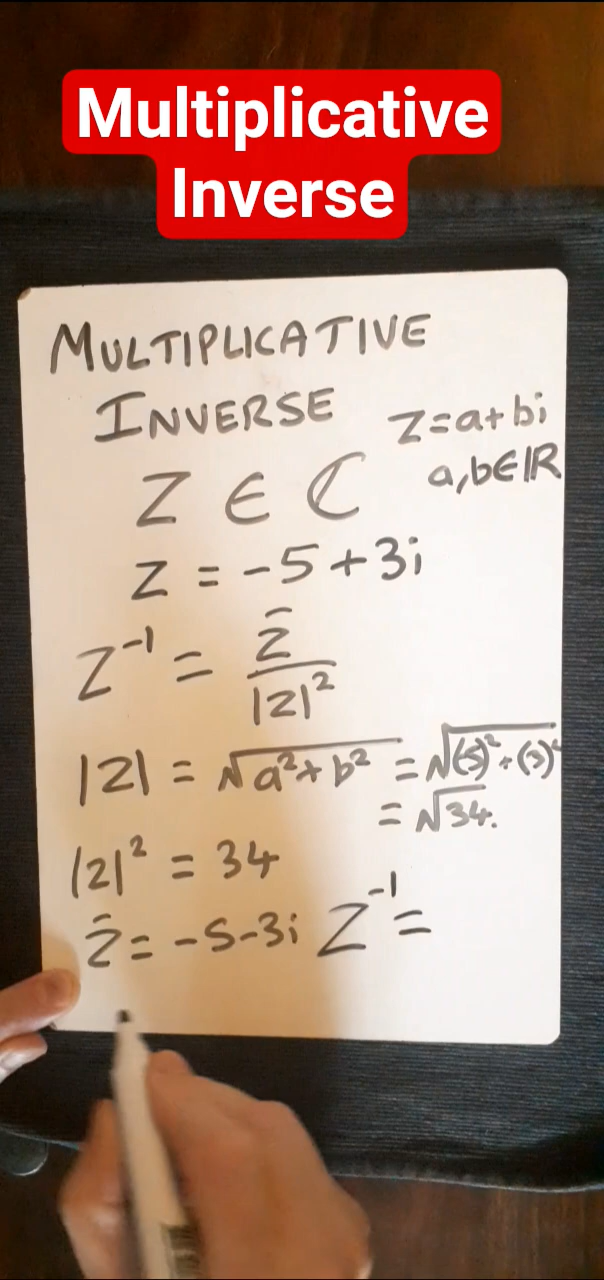 Multiplicative
Inverse
MULTIPLICATIVE
INVERSE
z=a+bi
a,b∈ℝ
Z ∈ ℂ
Z = -5+3i
Z⁻¹ = z̄ / |z|²
|z| = √a²+b² = √(-5)²+(3)²
= √34.
|z|² = 34
z̄ = -5-3i Z⁻¹ =